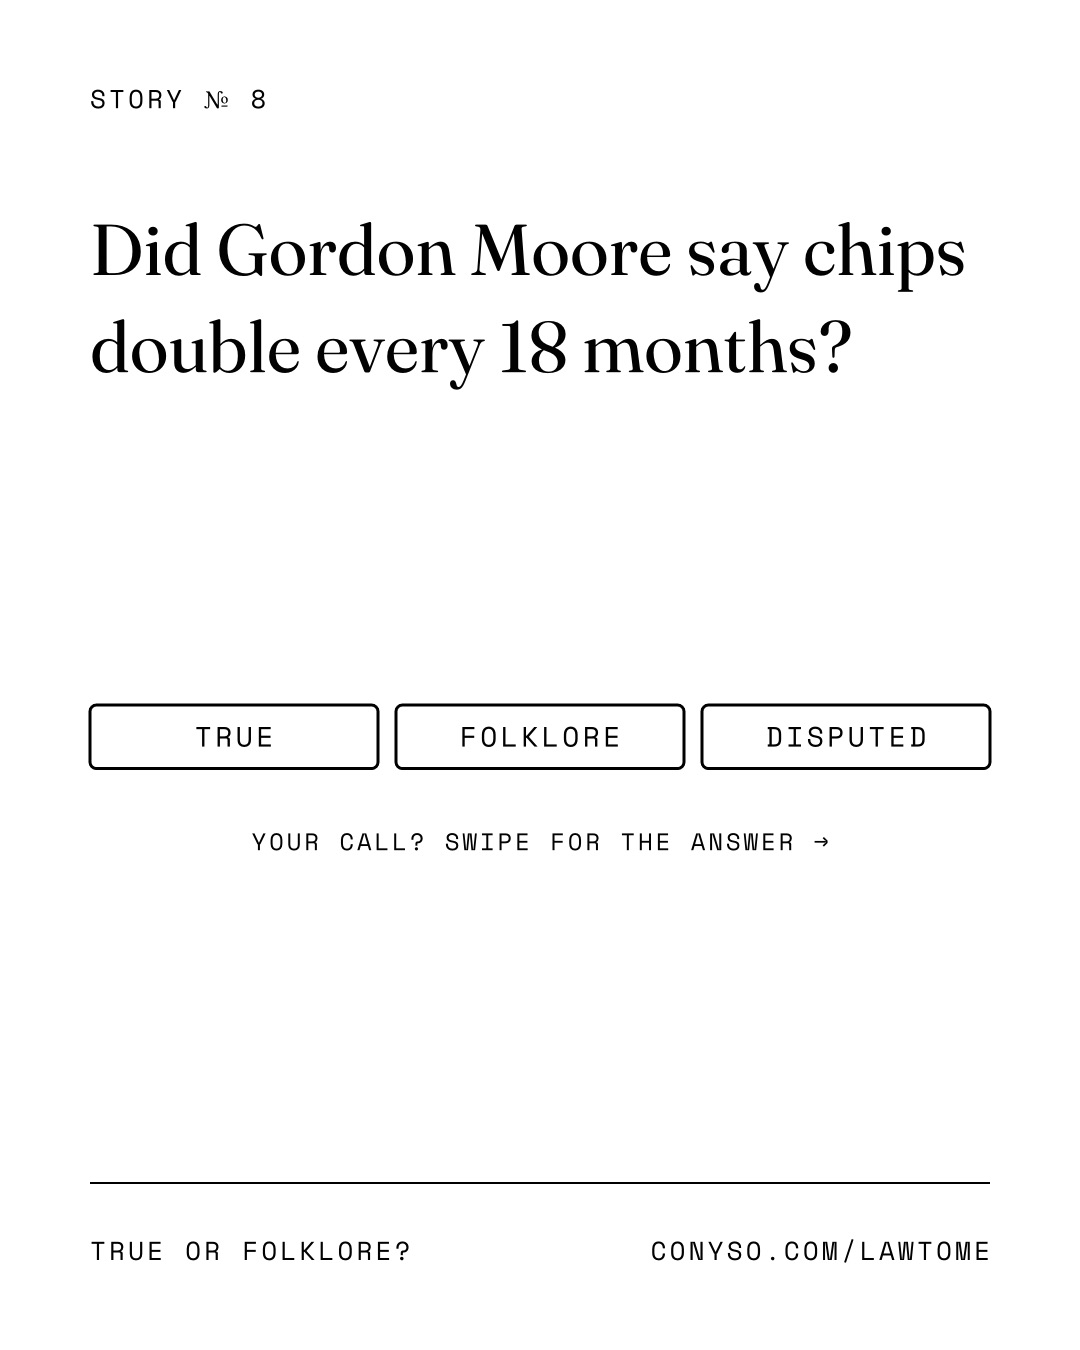 STORY № 8
Did Gordon Moore say chips
double every 18 months?
TRUE
FOLKLORE
DISPUTED
YOUR CALL? SWIPE FOR THE ANSWER →
TRUE OR FOLKLORE?
CONYSO.COM/LAWTOME